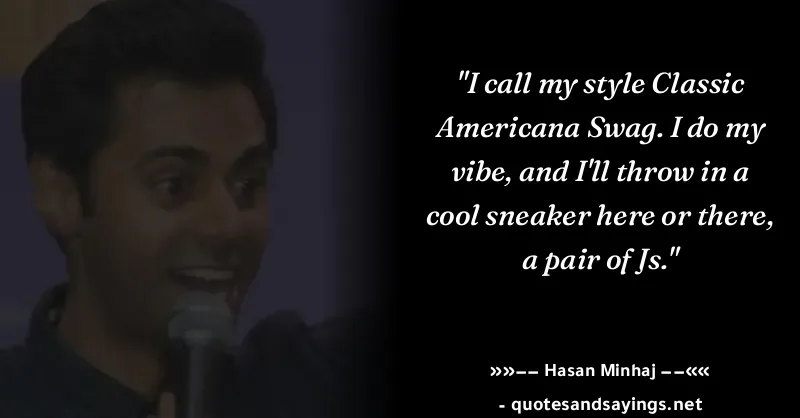 "I call my style Classic
Americana Swag. I do my
vibe, and I'll throw in a
cool sneaker here or there,
a pair of Js."
»»−− Hasan Minhaj −−««
- quotesandsayings.net